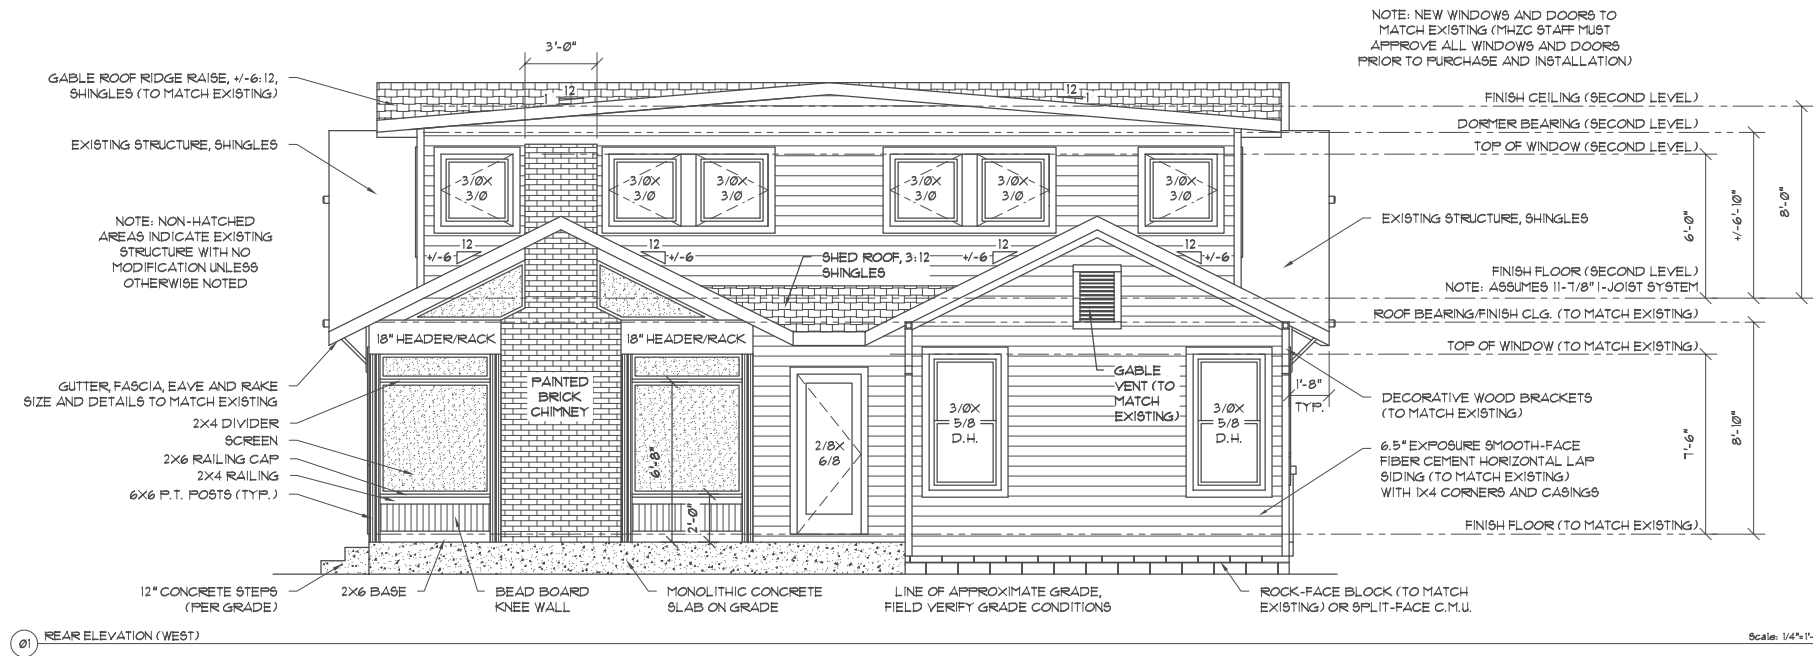 NOTE: NEW WINDOWS AND DOORS TO
MATCH EXISTING (MHZC STAFF MUST
APPROVE ALL WINDOWS AND DOORS
PRIOR TO PURCHASE AND INSTALLATION)
3'-0"
GABLE ROOF RIDGE RAISE, +/-6:12,
SHINGLES (TO MATCH EXISTING)
12
1
12
1
FINISH CEILING (SECOND LEVEL)
DORMER BEARING (SECOND LEVEL)
TOP OF WINDOW (SECOND LEVEL)
EXISTING STRUCTURE, SHINGLES
3/0X
3/0
3/0X
3/0
3/0X
3/0
3/0X
3/0
3/0X
3/0
3/0X
3/0
6'-0"
+/-6'-10"
8'-0"
NOTE: NON-HATCHED
AREAS INDICATE EXISTING
STRUCTURE WITH NO
MODIFICATION UNLESS
OTHERWISE NOTED
EXISTING STRUCTURE, SHINGLES
12
+/-6
12
+/-6
12
+/-6
12
+/-6
SHED ROOF, 3:12
SHINGLES
FINISH FLOOR (SECOND LEVEL)
NOTE: ASSUMES 11-7/8" I-JOIST SYSTEM
ROOF BEARING/FINISH CLG. (TO MATCH EXISTING)
18" HEADER/RACK
18" HEADER/RACK
TOP OF WINDOW (TO MATCH EXISTING)
GUTTER, FASCIA, EAVE AND RAKE
SIZE AND DETAILS TO MATCH EXISTING
PAINTED
BRICK
CHIMNEY
GABLE
VENT (TO
MATCH
EXISTING)
1'-8"
TYP.
DECORATIVE WOOD BRACKETS
(TO MATCH EXISTING)
2X4 DIVIDER
SCREEN
2X6 RAILING CAP
2X4 RAILING
6X6 P.T. POSTS (TYP.)
6'-8"
2'-0"
2/8X
6/8
3/0X
5/8
D.H.
3/0X
5/8
D.H.
6.5" EXPOSURE SMOOTH-FACE
FIBER CEMENT HORIZONTAL LAP
SIDING (TO MATCH EXISTING)
WITH 1X4 CORNERS AND CASINGS
7'-6"
8'-10"
FINISH FLOOR (TO MATCH EXISTING)
12" CONCRETE STEPS
(PER GRADE)
2X6 BASE
BEAD BOARD
KNEE WALL
MONOLITHIC CONCRETE
SLAB ON GRADE
LINE OF APPROXIMATE GRADE,
FIELD VERIFY GRADE CONDITIONS
ROCK-FACE BLOCK (TO MATCH
EXISTING) OR SPLIT-FACE C.M.U.
01 REAR ELEVATION (WEST)
Scale: 1/4"=1'-